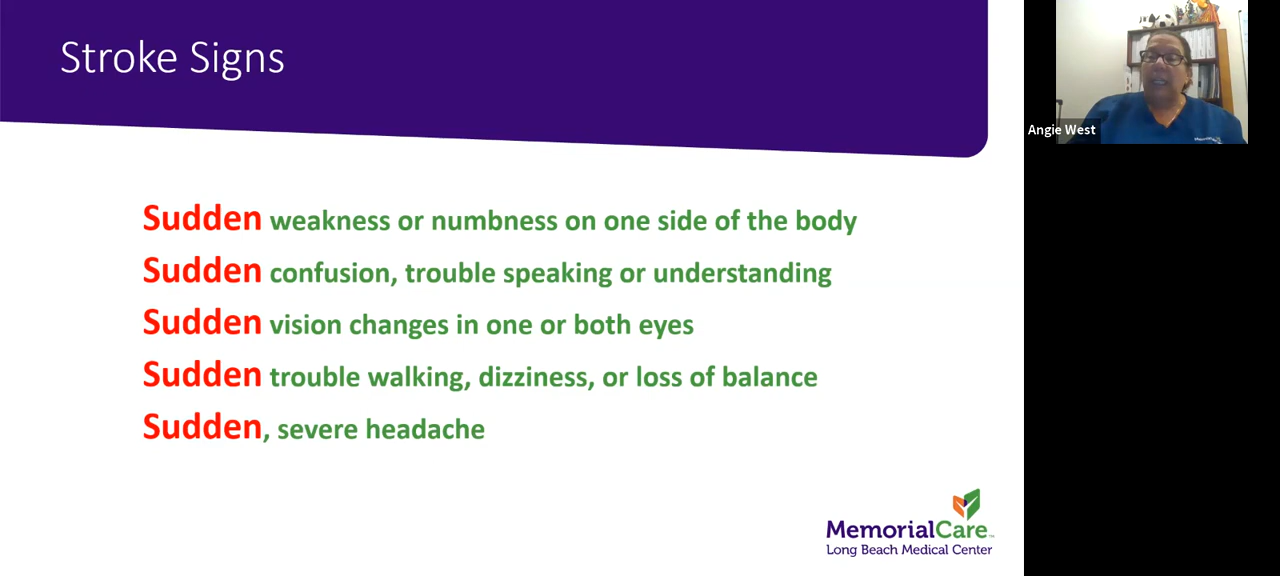 Stroke Signs
Angie West
Sudden weakness or numbness on one side of the body
Sudden confusion, trouble speaking or understanding
Sudden vision changes in one or both eyes
Sudden trouble walking, dizziness, or loss of balance
Sudden, severe headache
MemorialCare™
Long Beach Medical Center